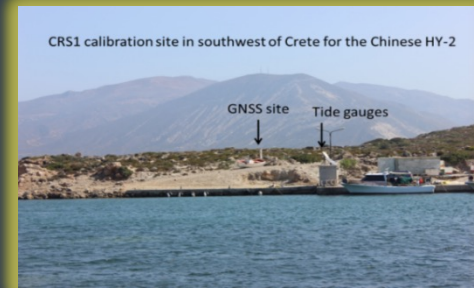 CRS1 calibration site in southwest of Crete for the Chinese HY-2
GNSS site
Tide gauges